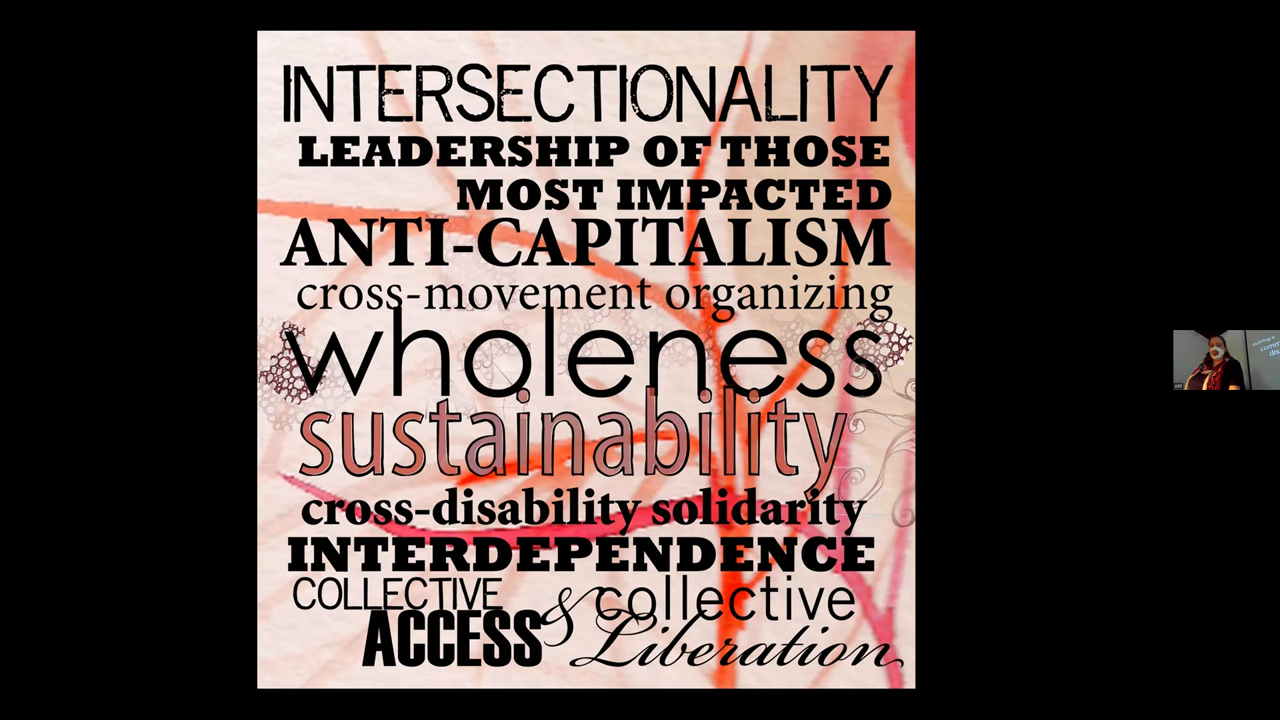 INTERSECTIONALITY
LEADERSHIP OF THOSE
MOST IMPACTED
ANTI-CAPITALISM
cross-movement organizing
wholeness
sustainability
cross-disability solidarity
INTERDEPENDENCE
COLLECTIVE
ACCESS & collective
Liberation